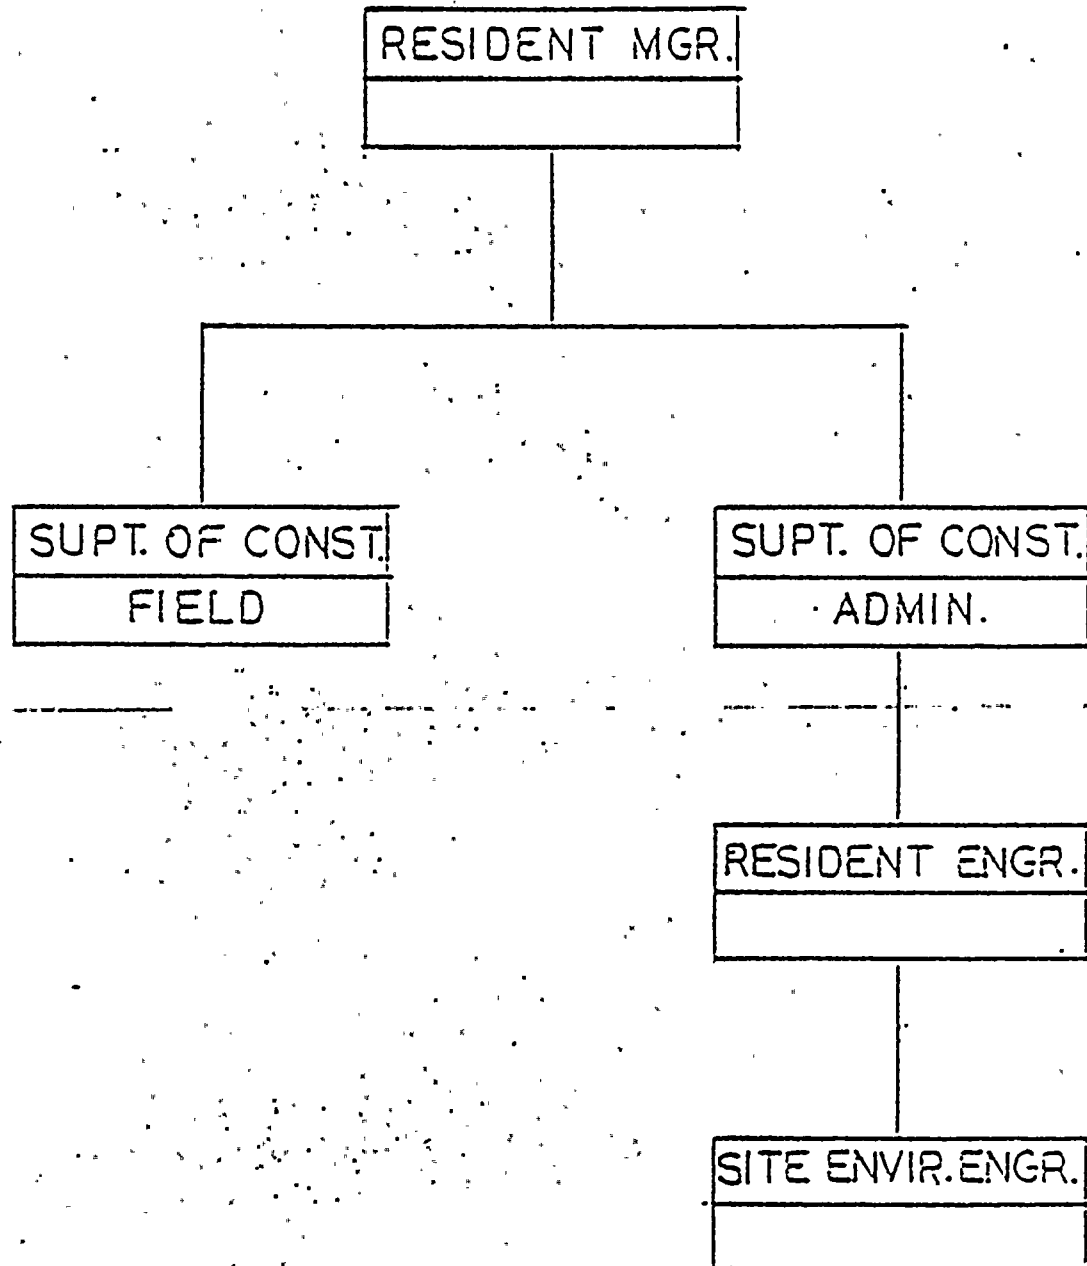 RESIDENT MGR.
SUPT. OF CONST.
FIELD
SUPT. OF CONST.
ADMIN.
RESIDENT ENGR.
SITE ENVIR. ENGR.